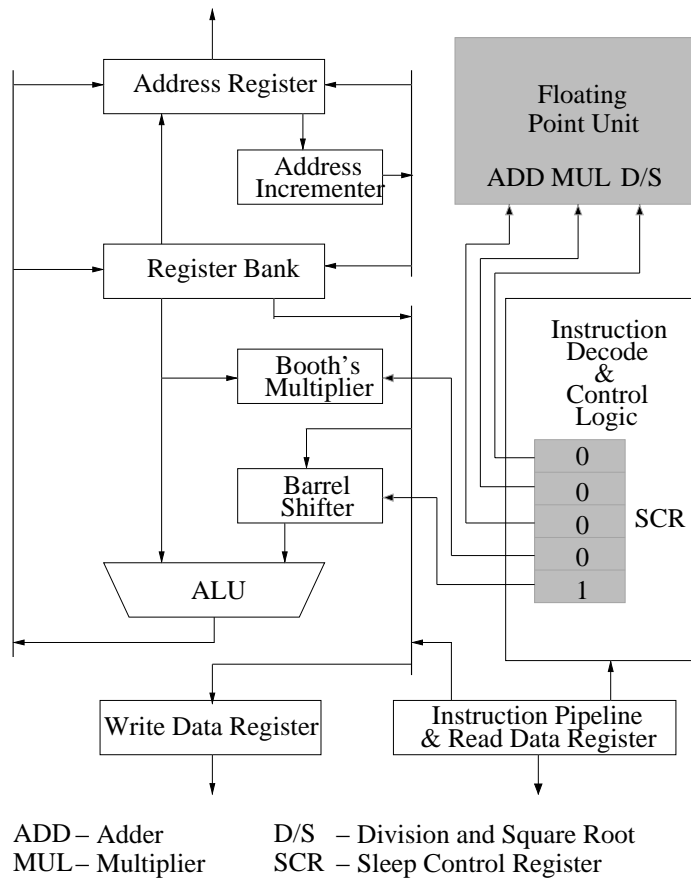 Address Register
Floating
Point Unit
ADD MUL D/S
Address
Incrementer
Register Bank
Instruction
Decode
&
Control
Logic
Booth's
Multiplier
Barrel
Shifter
0
0
0
0
1
SCR
ALU
Write Data Register
Instruction Pipeline
& Read Data Register
ADD – Adder
D/S – Division and Square Root
MUL – Multiplier
SCR – Sleep Control Register